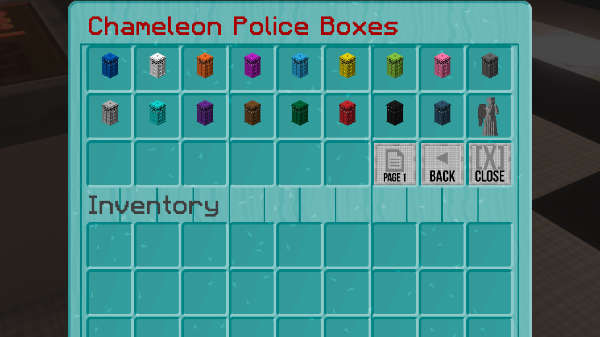 Chameleon Police Boxes
PAGE 1
BACK
[X]
CLOSE
Inventory